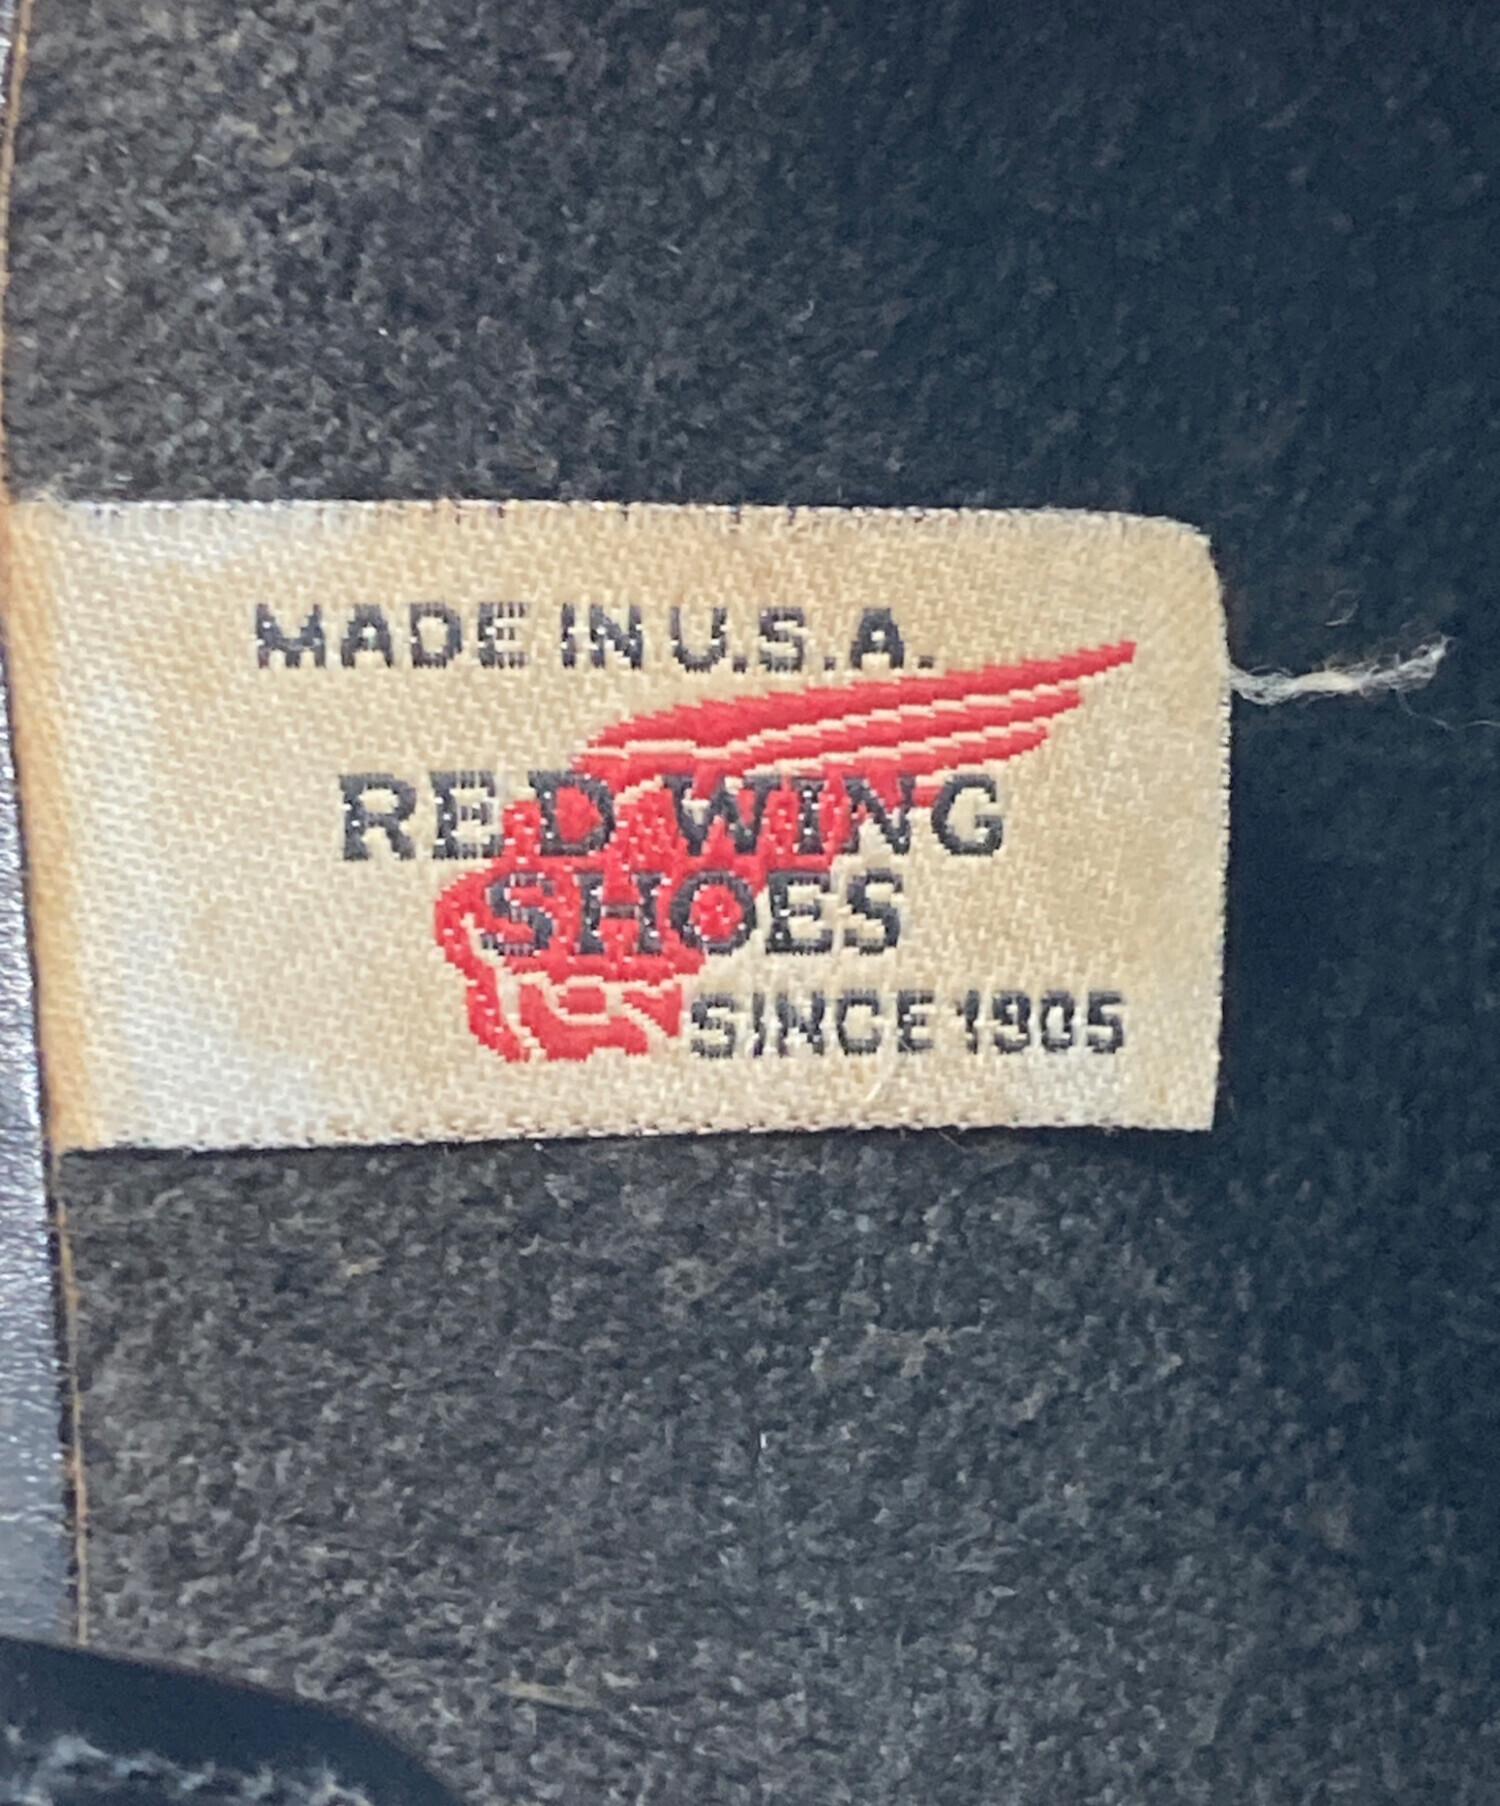 MADE IN U.S.A.
RED WING
SHOES
SINCE 1905